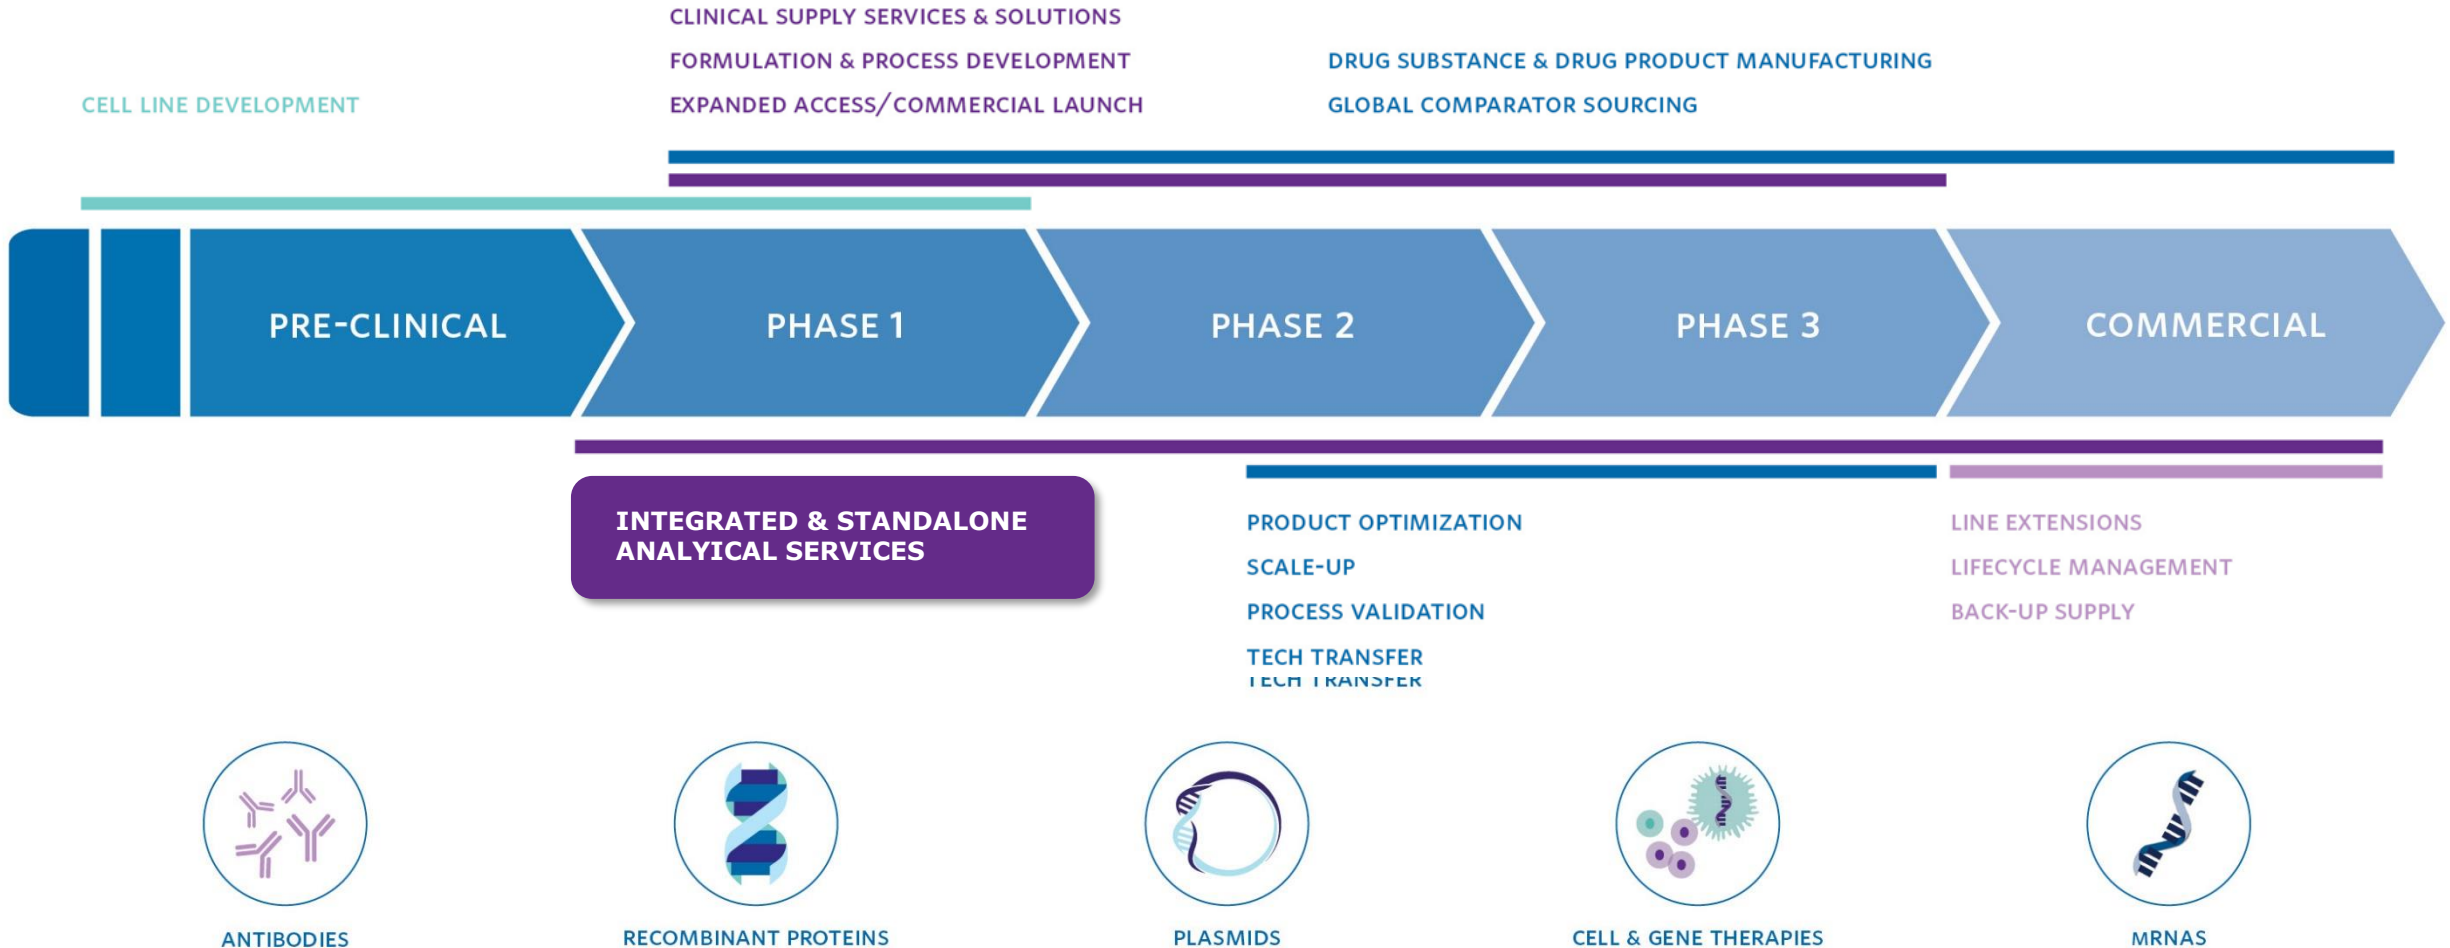 CLINICAL SUPPLY SERVICES & SOLUTIONS
FORMULATION & PROCESS DEVELOPMENT
EXPANDED ACCESS/COMMERCIAL LAUNCH
DRUG SUBSTANCE & DRUG PRODUCT MANUFACTURING
GLOBAL COMPARATOR SOURCING
CELL LINE DEVELOPMENT
PRE-CLINICAL
PHASE 1
PHASE 2
PHASE 3
COMMERCIAL
INTEGRATED & STANDALONE
ANALYICAL SERVICES
PRODUCT OPTIMIZATION
SCALE-UP
PROCESS VALIDATION
TECH TRANSFER
TECH TRANSFER
LINE EXTENSIONS
LIFECYCLE MANAGEMENT
BACK-UP SUPPLY
ANTIBODIES
RECOMBINANT PROTEINS
PLASMIDS
CELL & GENE THERAPIES
MRNAS